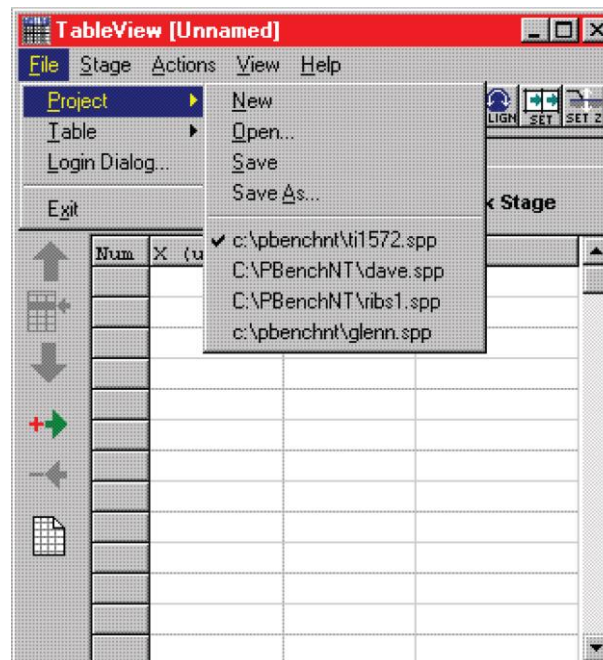 TableView [Unnamed]
File Stage Actions View Help
Project
Table
Login Dialog...
Exit
New
Open...
Save
Save As...
c:\pbenchnt\ti1572.spp
C:\PBenchNT\dave.spp
C:\PBenchNT\ribs1.spp
c:\pbenchnt\glenn.spp
SET SET
Stage
Num X